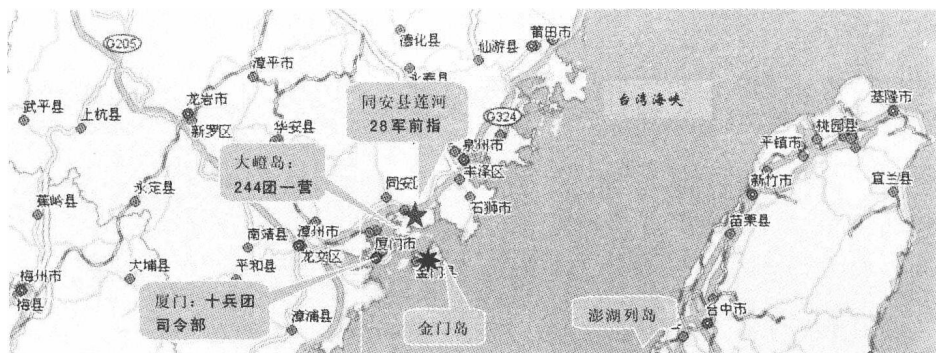 G205
德化县
仙游县
莆田市
漳平市
永春县
武平县
上杭县
龙岩市
新罗区
华安县
同安县莲河
28军前指
G324
泉州市
丰泽区
石狮市
台湾海峡
基隆市
桃园县
平镇市
新竹市
宜兰县
苗栗县
大嶝岛：
244团一营
同安
蕉岭县
永定县
南靖县
漳州市
龙文区
厦门市
金门县
梅州市
梅县
大埔县
平和县
厦门：十兵团
司令部
漳浦县
金门岛
澎湖列岛
台中市